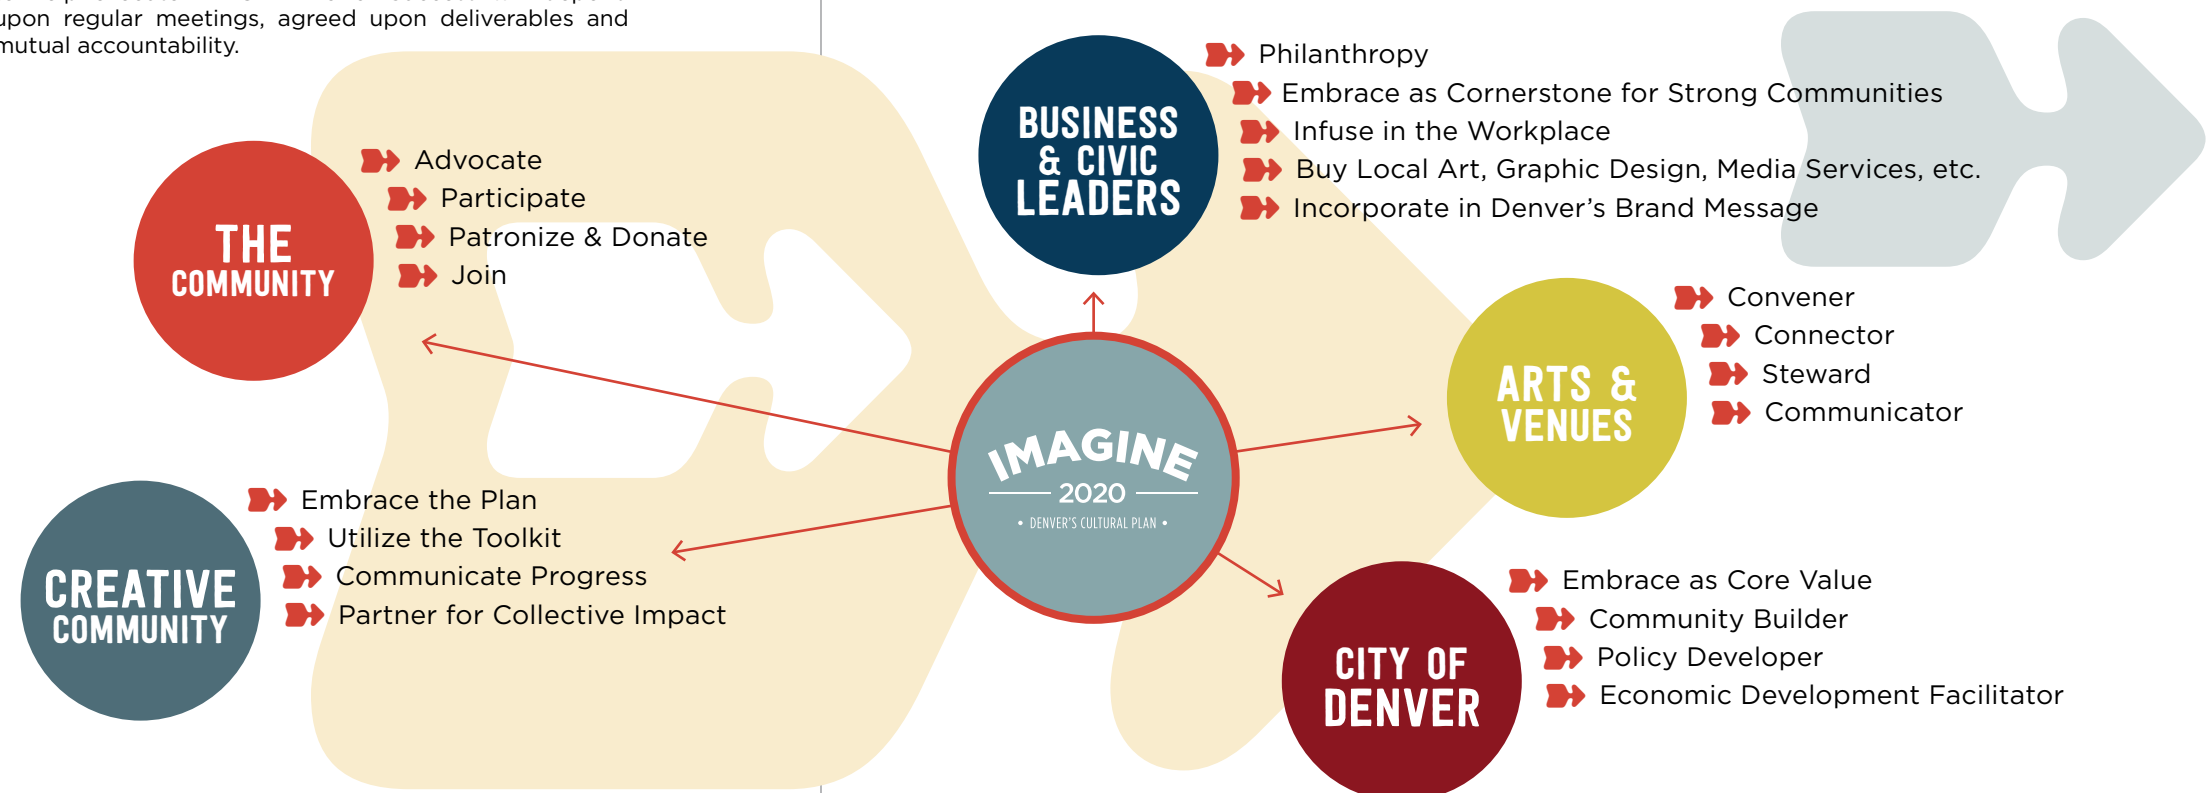 upon regular meetings, agreed upon deliverables and
mutual accountability.
THE
COMMUNITY
Advocate
Participate
Patronize & Donate
Join
CREATIVE
COMMUNITY
Embrace the Plan
Utilize the Toolkit
Communicate Progress
Partner for Collective Impact
IMAGINE
2020
• DENVER'S CULTURAL PLAN •
BUSINESS
& CIVIC
LEADERS
Philanthropy
Embrace as Cornerstone for Strong Communities
Infuse in the Workplace
Buy Local Art, Graphic Design, Media Services, etc.
Incorporate in Denver’s Brand Message
ARTS &
VENUES
Convener
Connector
Steward
Communicator
CITY OF
DENVER
Embrace as Core Value
Community Builder
Policy Developer
Economic Development Facilitator